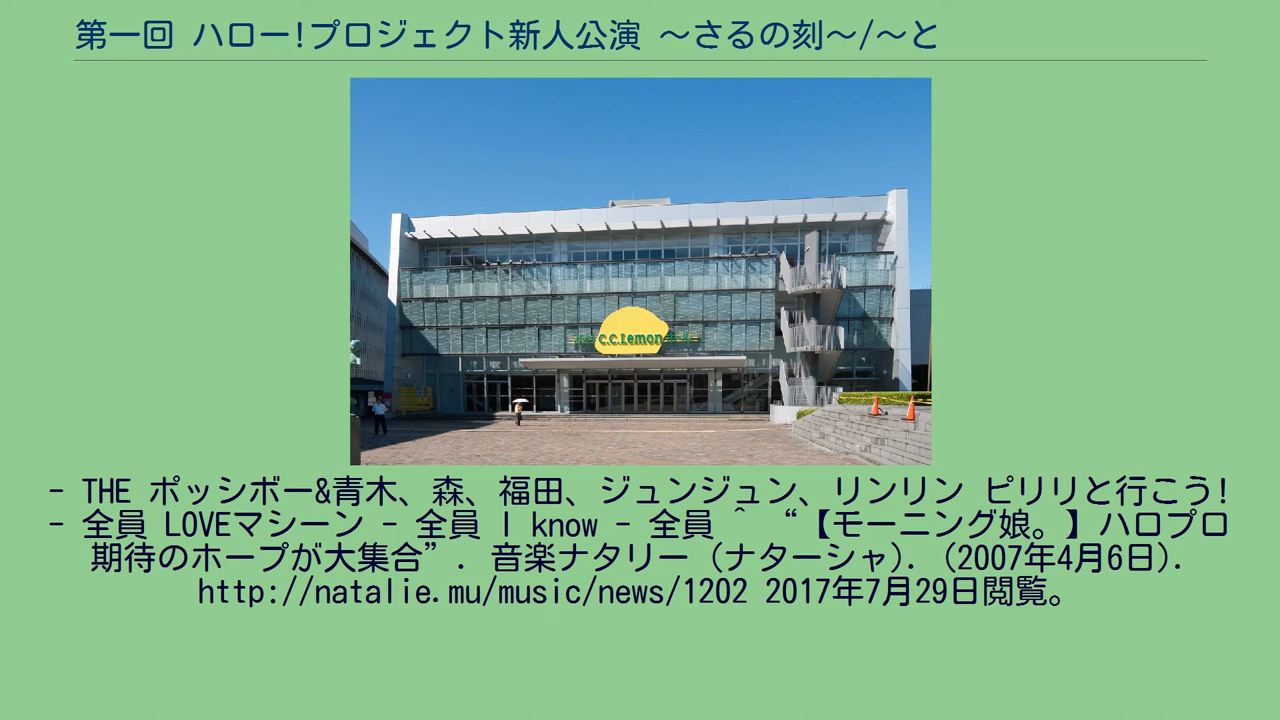 第一回 ハロー!プロジェクト新人公演 ～さるの刻～/～と
C.C.Lemon
- THE ポッシボー&青木、森、福田、ジュンジュン、リンリン ピリリと行こう!
- 全員 LOVEマシーン - 全員 I know - 全員 ^ “【モーニング娘。】ハロプロ
期待のホープが大集合”. 音楽ナタリー (ナターシャ). (2007年4月6日).
http://natalie.mu/music/news/1202 2017年7月29日閲覧。